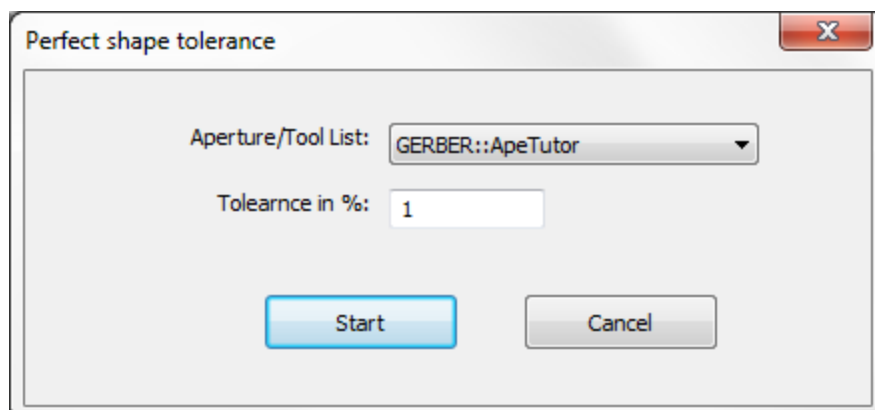 Perfect shape tolerance
Aperture/Tool List: GERBER::ApeTutor
Tolearnce in %: 1
Start Cancel